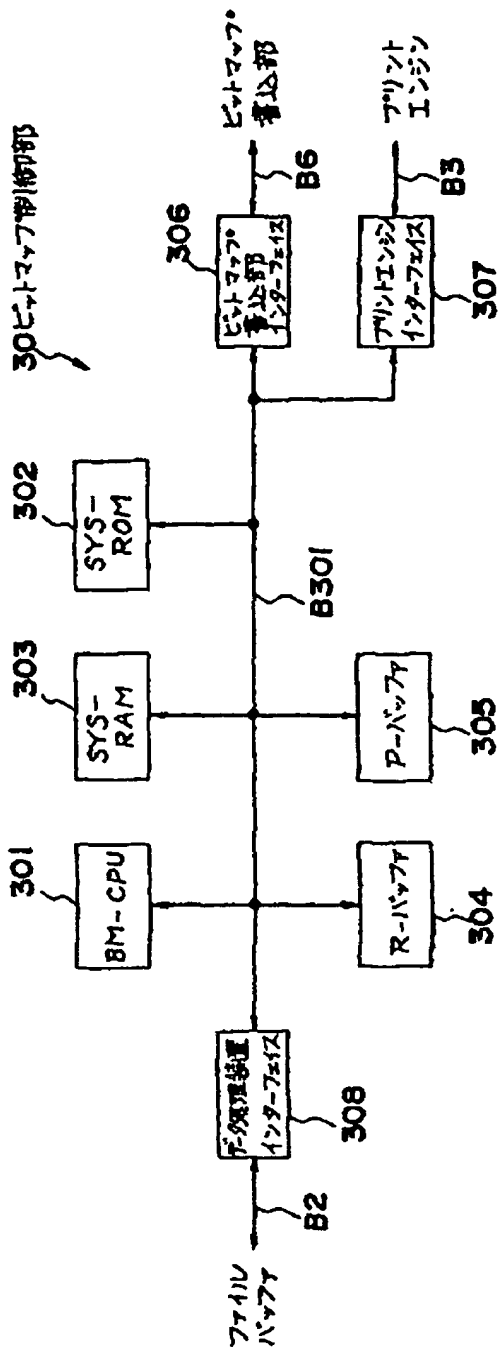 30ビットマップ制御部
301
BM-CPU
303
SYS-
RAM
302
SYS-
ROM
306
ビットマップ
書込部
インターフェイス
B6
ビットマップ
書込部
ファイル
バッファ
B2
データ処理装置
インターフェイス
308
R-バッファ
304
P-バッファ
305
B301
プリントエンジン
インターフェイス
307
B3
プリント
エンジン